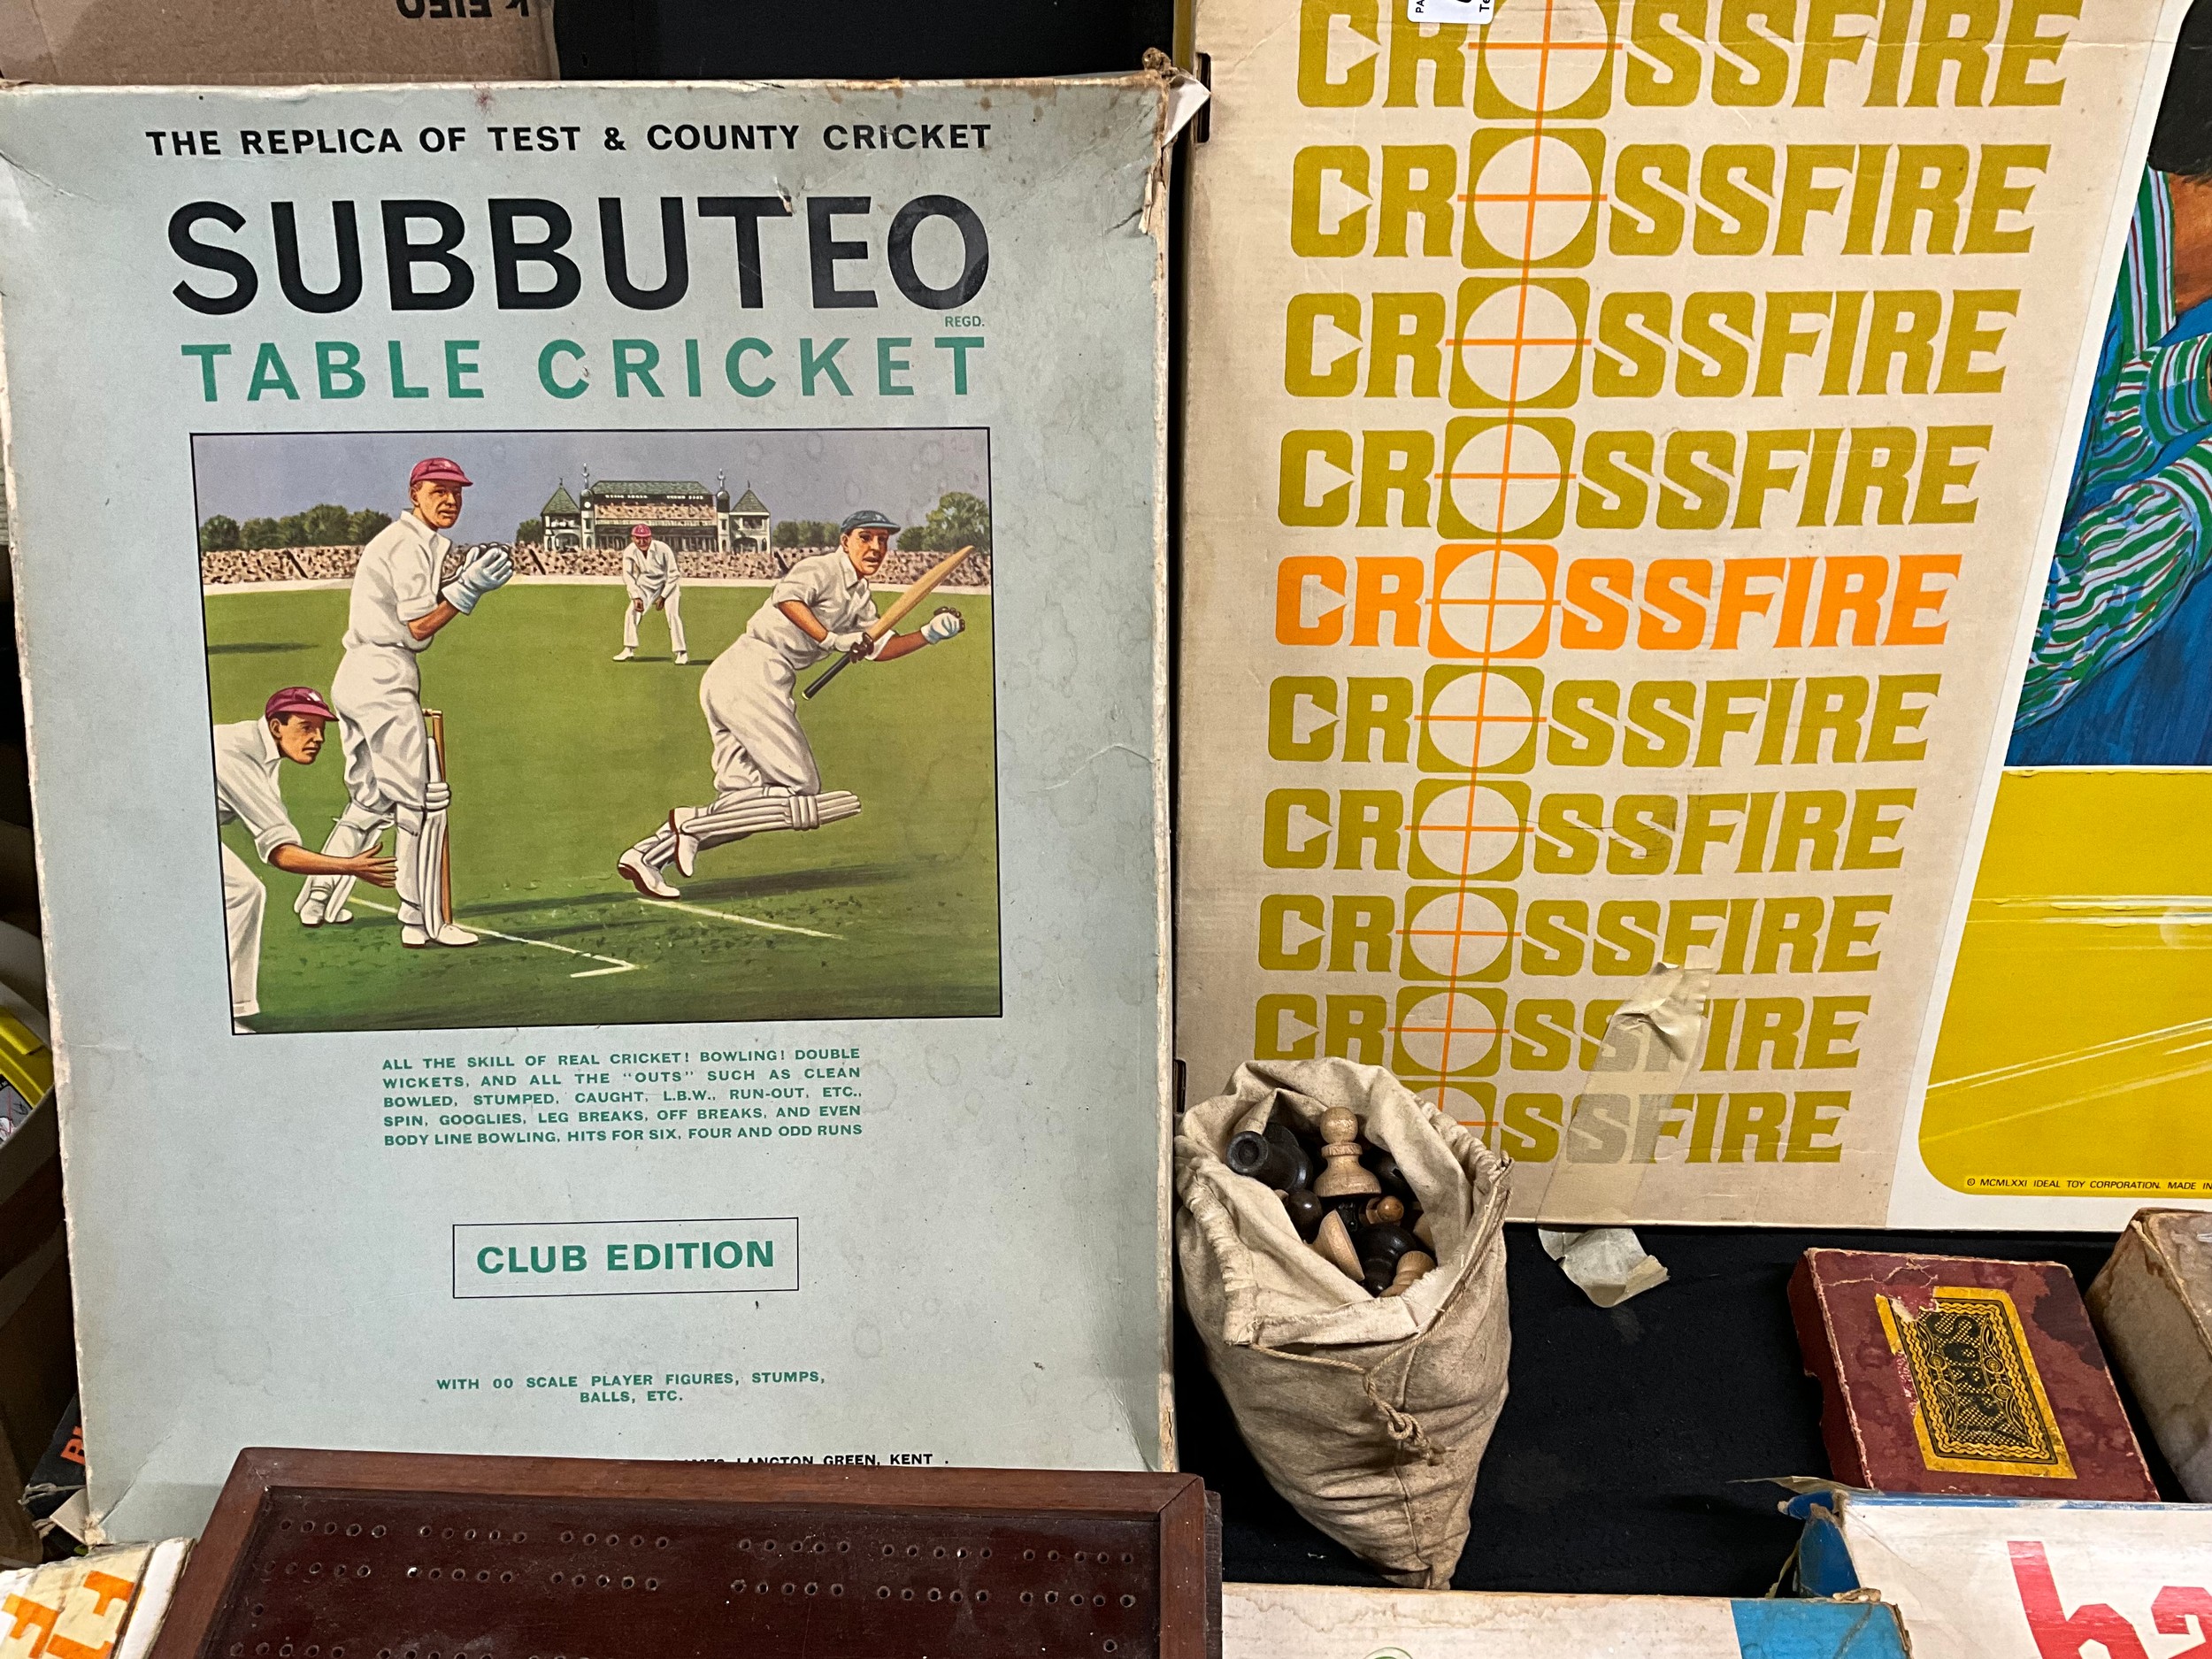 THE REPLICA OF TEST & COUNTY CRICKET
SUBBUTEO
REGD.
TABLE CRICKET
ALL THE SKILL OF REAL CRICKET! BOWLING! DOUBLE
WICKETS, AND ALL THE "OUTS" SUCH AS CLEAN
BOWLED, STUMPED, CAUGHT, L.B.W., RUN-OUT, ETC.,
SPIN, GOOGLIES, LEG BREAKS, OFF BREAKS, AND EVEN
BODY LINE BOWLING, HITS FOR SIX, FOUR AND ODD RUNS
CLUB EDITION
WITH 00 SCALE PLAYER FIGURES, STUMPS,
BALLS, ETC.
LANGTON GREEN, KENT .
CROSSFIRE
CROSSFIRE
CROSSFIRE
CROSSFIRE
CROSSFIRE
CROSSFIRE
CROSSFIRE
CROSSFIRE
CROSSFIRE
SSFIRE
© MCMLXXI IDEAL TOY CORPORATION. MADE IN